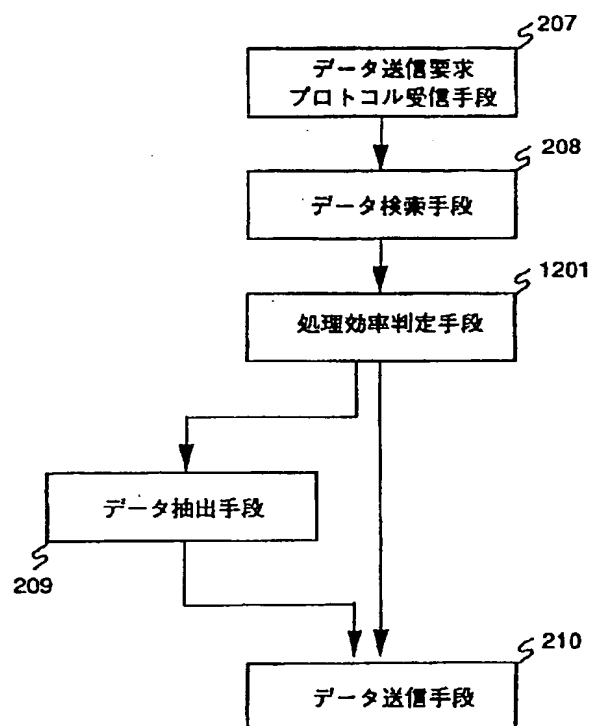 207
データ送信要求
プロトコル受信手段
208
データ検索手段
1201
処理効率判定手段
データ抽出手段
209
210
データ送信手段